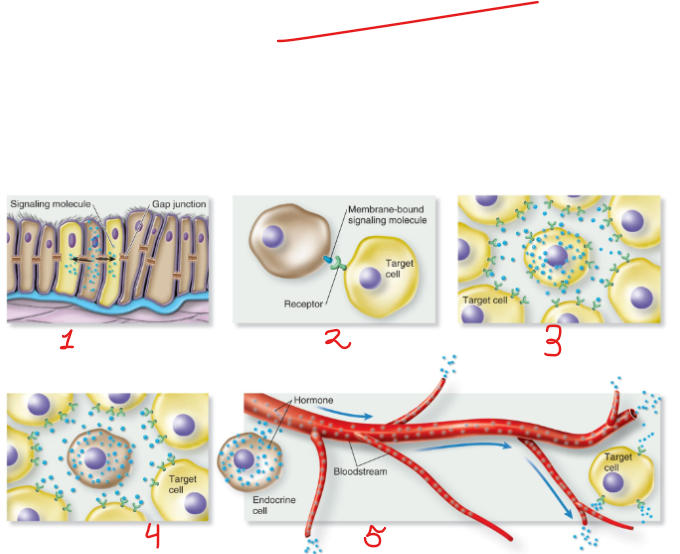 Signaling molecule
Gap junction
1
Membrane-bound
signaling molecule
Target
cell
Receptor
2
Target cell
3
Target
cell
4
Hormone
Bloodstream
Endocrine
cell
Target
cell
5